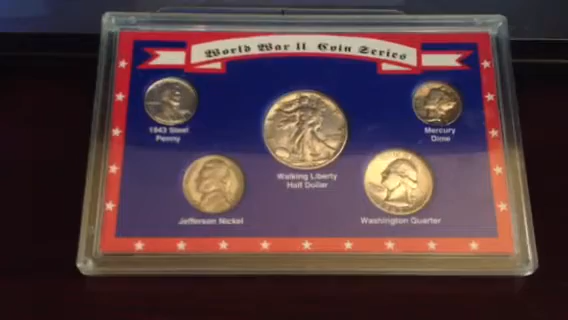 World War II Coin Series
1943 Steel
Penny
Mercury
Dime
Walking Liberty
Half Dollar
Jefferson Nickel
Washington Quarter